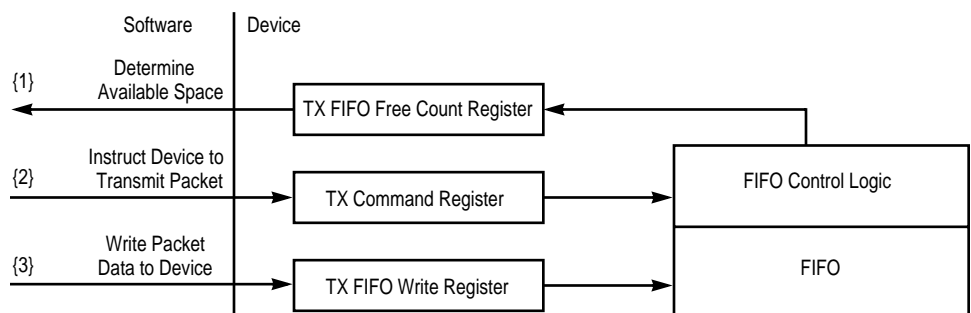 Software
Device
{1}
Determine
Available Space
TX FIFO Free Count Register
{2}
Instruct Device to
Transmit Packet
TX Command Register
FIFO Control Logic
{3}
Write Packet
Data to Device
TX FIFO Write Register
FIFO